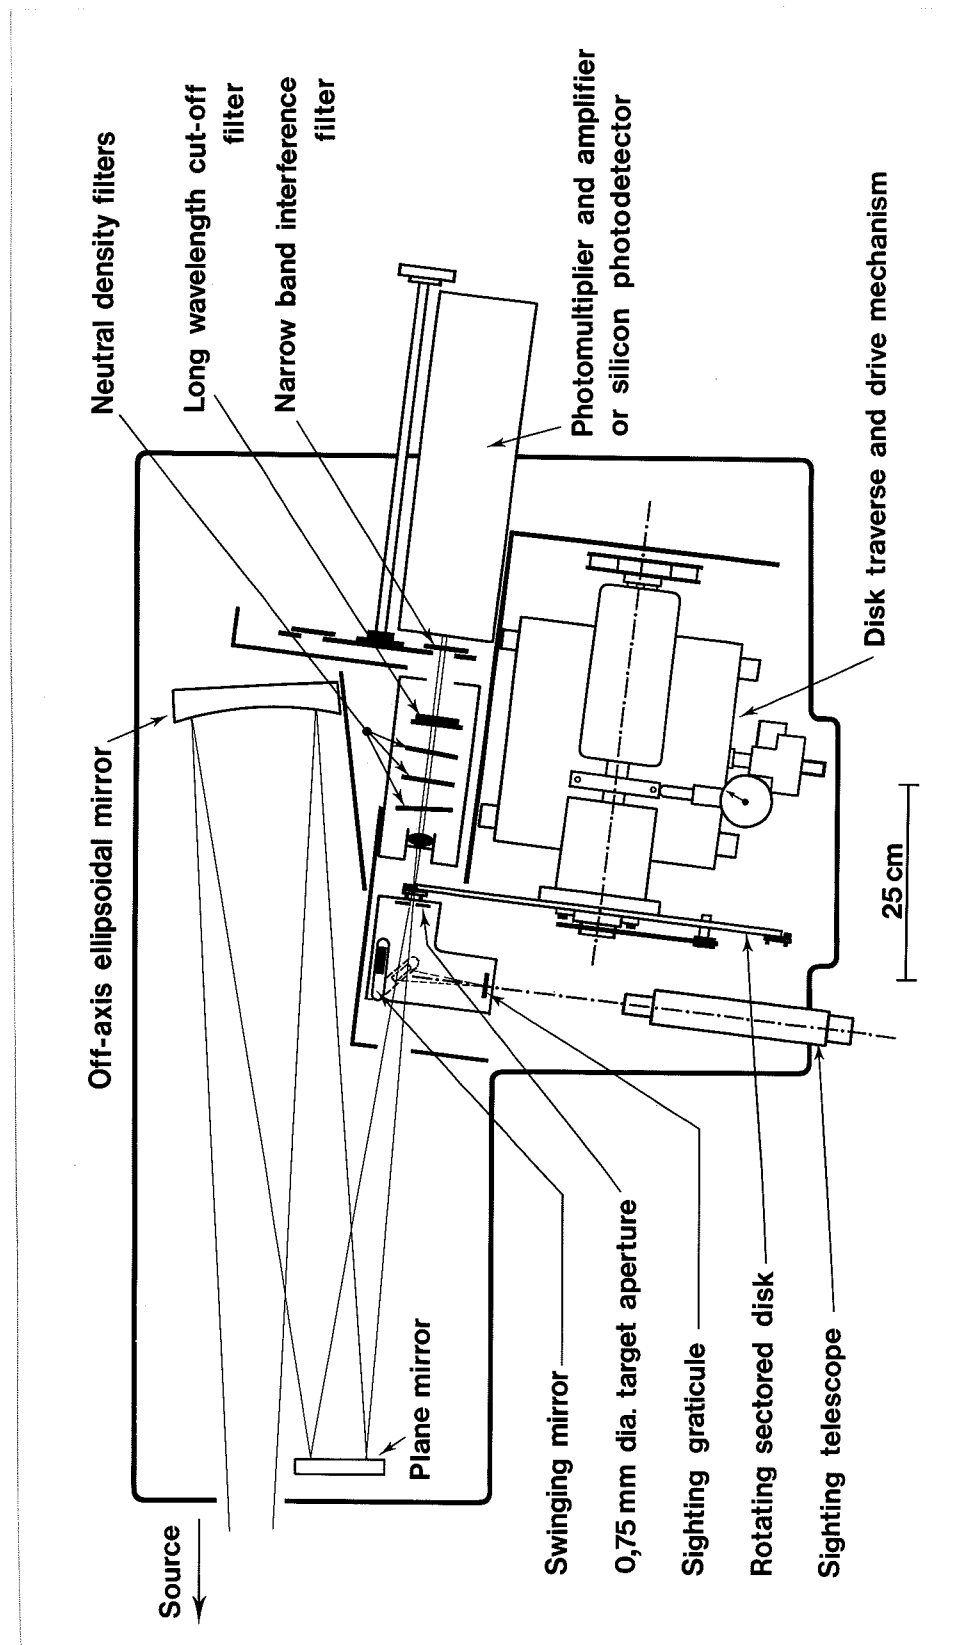 Neutral density filters
Long wavelength cut-off
filter
Narrow band interference
filter
Photomultiplier and amplifier
or silicon photodetector
Disk traverse and drive mechanism
Off-axis ellipsoidal mirror
25 cm
Source
Plane mirror
Swinging mirror
0,75 mm dia. target aperture
Sighting graticule
Rotating sectored disk
Sighting telescope